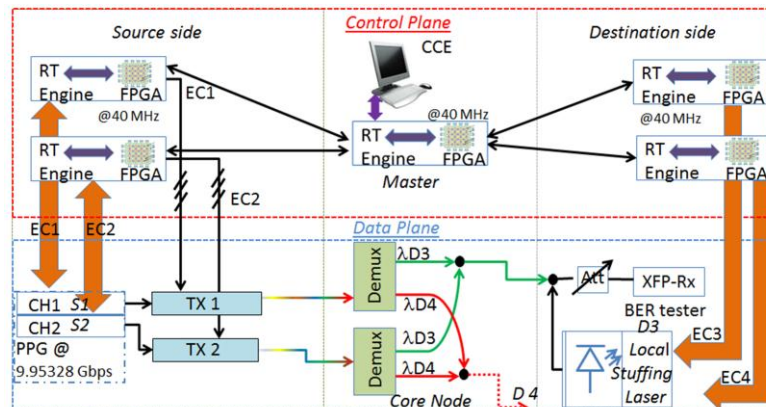 Control Plane
Source side
CCE
Destination side
RT
Engine
FPGA
@40 MHz
EC1
RT
Engine
FPGA
@40 MHz
Master
RT
Engine
FPGA
@40 MHz
RT
Engine
FPGA
EC2
RT
Engine
FPGA
EC1
EC2
Data Plane
CH1 S1
CH2 S2
PPG @
9.95328 Gbps
TX 1
TX 2
Demux
λD3
λD4
Demux
λD3
λD4
Core Node
D 4
Att
XFP-Rx
BER tester
D3
Local
Stuffing
Laser
EC3
EC4